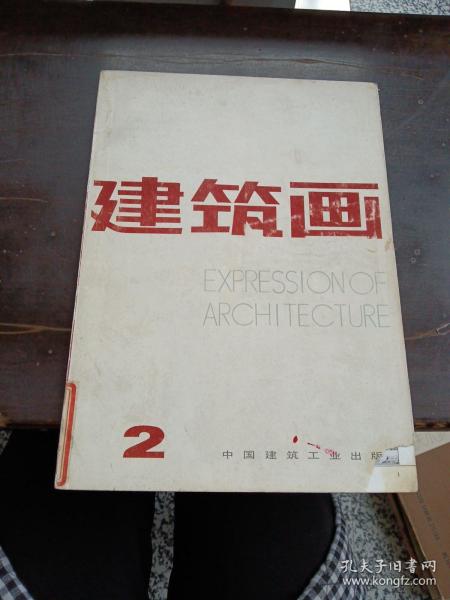 建筑画
EXPRESSION OF
ARCHITECTURE
2
中国建筑工业出版
孔夫子旧书网
www.kongfz.com